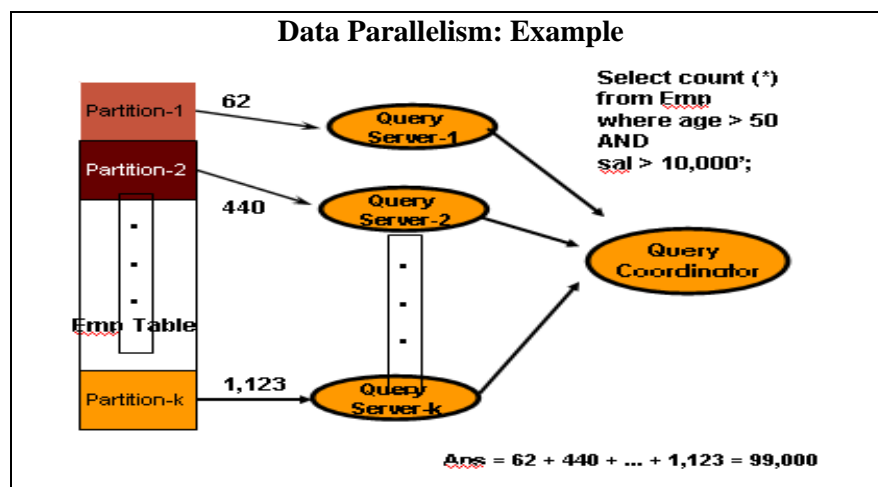 Data Parallelism: Example
Partition-1
62
Query
Server-1
Select count (*)
from Emp
where age > 50
AND
sal > 10,000’;
Partition-2
440
Query
Server-2
Query
Coordinator
Emp Table
Partition-k
1,123
Query
Server-k
Ans = 62 + 440 + ... + 1,123 = 99,000